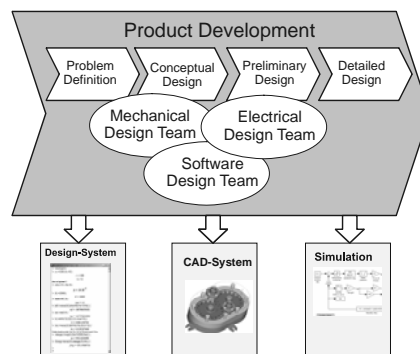 Product Development
Problem
Definition
Conceptual
Design
Preliminary
Design
Detailed
Design
Mechanical
Design Team
Electrical
Design Team
Software
Design Team
Design-System
CAD-System
Simulation